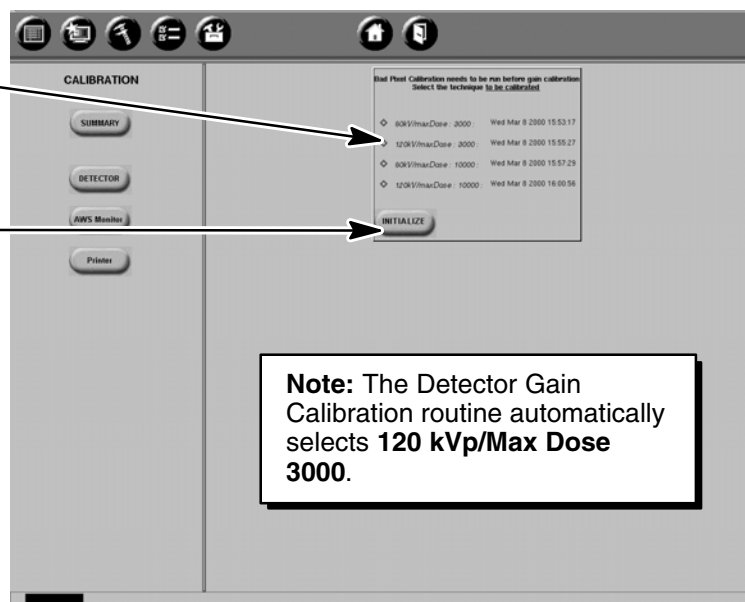 CALIBRATION
SUMMARY
DETECTOR
AWS Monitor
Printer
Bad Pixel Calibration needs to be run before gain calibration
Select the technique to be calibrated
60kV/maxDose : 3000 : Wed Mar 8 2000 15:53:17
120kV/maxDose : 3000 : Wed Mar 8 2000 15:55:27
60kV/maxDose : 10000 : Wed Mar 8 2000 15:57:29
120kV/maxDose : 10000 : Wed Mar 8 2000 16:00:56
INITIALIZE
Note: The Detector Gain
Calibration routine automatically
selects 120 kVp/Max Dose
3000.